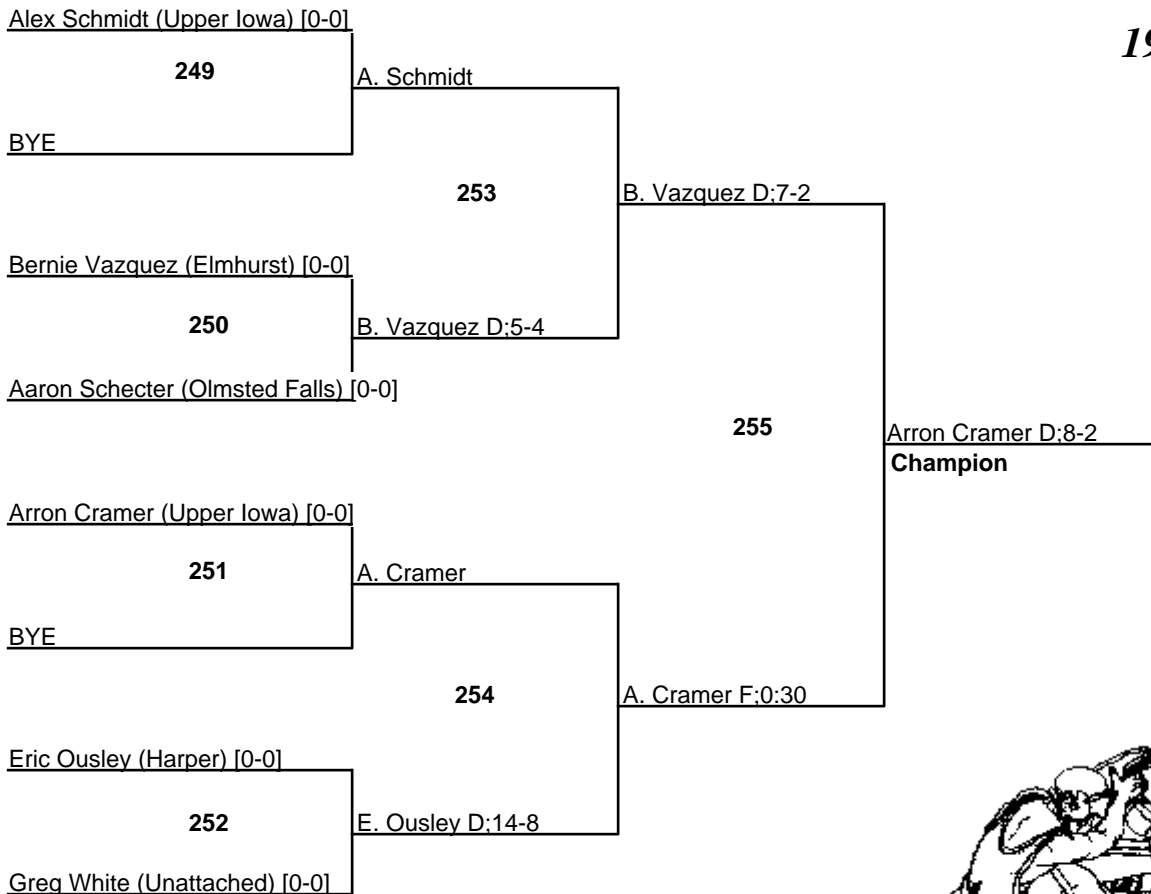 Alex Schmidt (Upper Iowa) [0-0]
19
249
A. Schmidt
BYE
253
B. Vazquez D;7-2
Bernie Vazquez (Elmhurst) [0-0]
250
B. Vazquez D;5-4
Aaron Schecter (Olmsted Falls) [0-0]
255
Arron Cramer D;8-2
Champion
Arron Cramer (Upper Iowa) [0-0]
251
A. Cramer
BYE
254
A. Cramer F;0:30
Eric Ousley (Harper) [0-0]
252
E. Ousley D;14-8
Greg White (Unattached) [0-0]